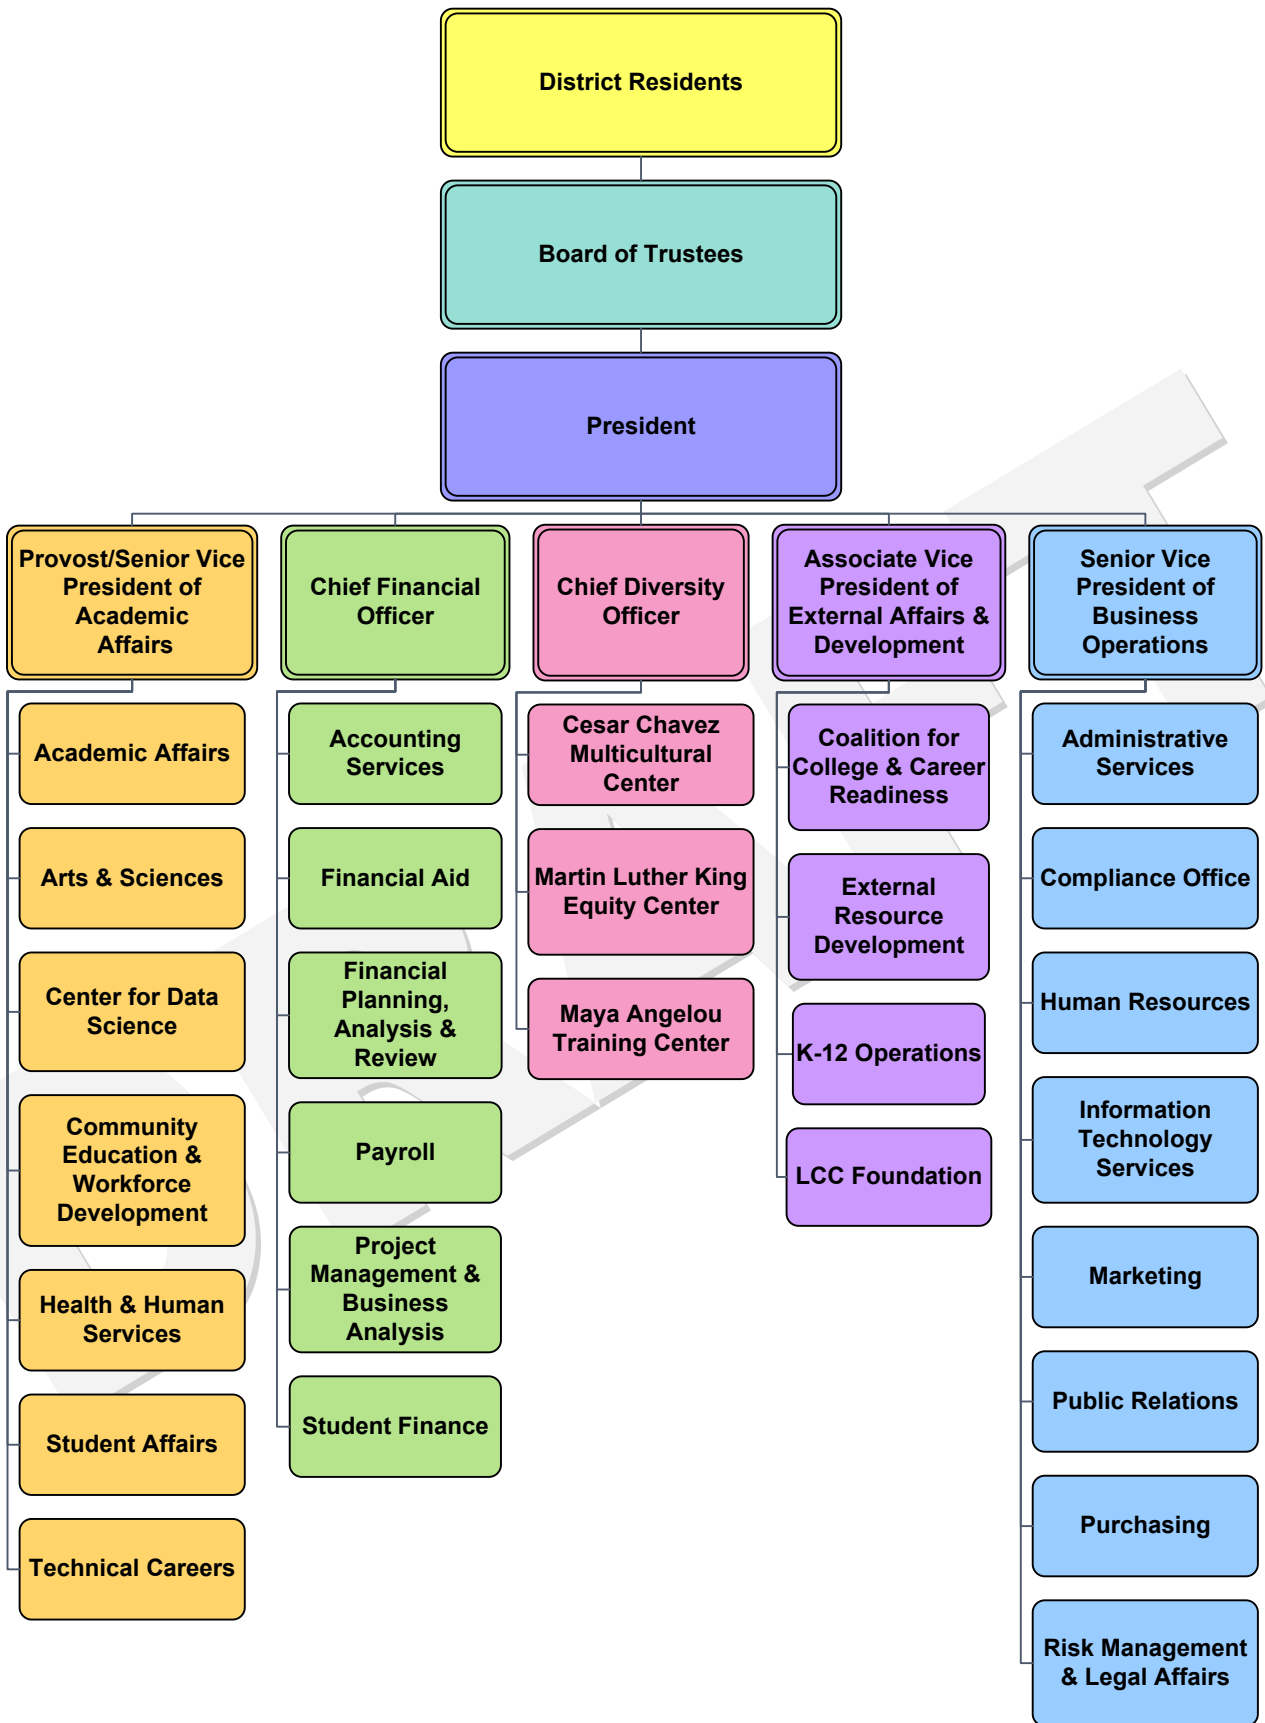 District Residents
Board of Trustees
President
Provost/Senior Vice
President of
Academic
Affairs
Chief Financial
Officer
Chief Diversity
Officer
Associate Vice
President of
External Affairs &
Development
Senior Vice
President of
Business
Operations
Academic Affairs
Arts & Sciences
Center for Data
Science
Community
Education &
Workforce
Development
Health & Human
Services
Student Affairs
Technical Careers
Accounting
Services
Financial Aid
Financial
Planning,
Analysis &
Review
Payroll
Project
Management &
Business
Analysis
Student Finance
Cesar Chavez
Multicultural
Center
Martin Luther King
Equity Center
Maya Angelou
Training Center
Coalition for
College & Career
Readiness
External
Resource
Development
K-12 Operations
LCC Foundation
Administrative
Services
Compliance Office
Human Resources
Information
Technology
Services
Marketing
Public Relations
Purchasing
Risk Management
& Legal Affairs
DRAFT